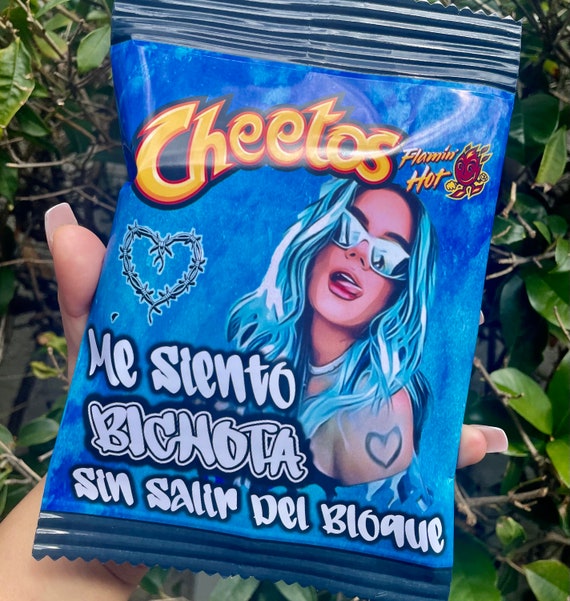 Cheetos
Flamin'
Hot
Me Siento
BICHOTA
Sin Salir Del Bloque